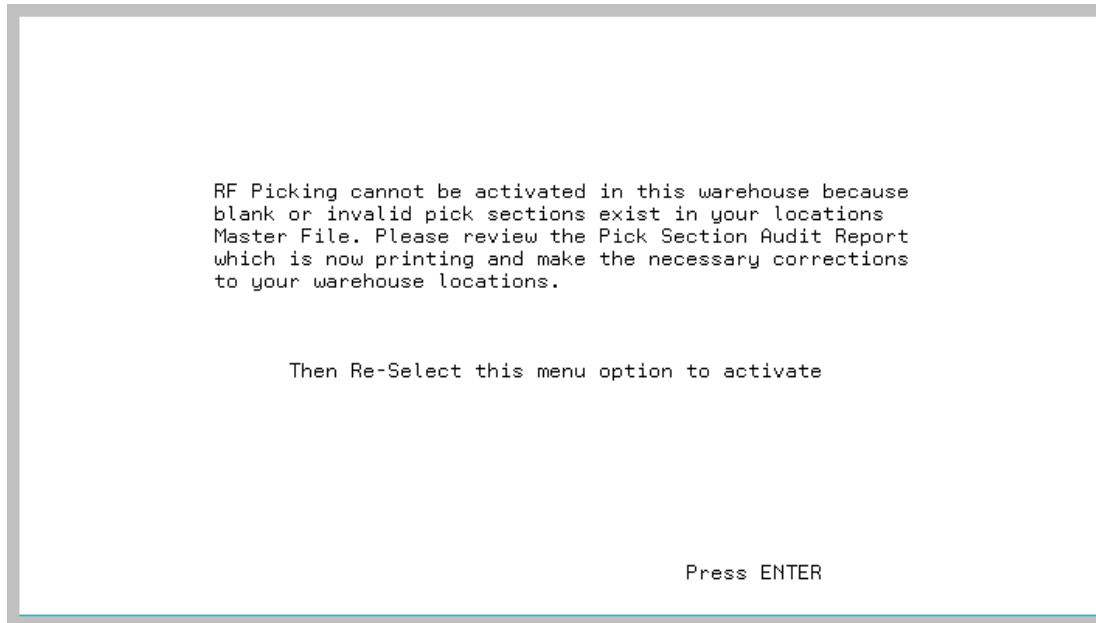 RF Picking cannot be activated in this warehouse because
blank or invalid pick sections exist in your locations
Master File. Please review the Pick Section Audit Report
which is now printing and make the necessary corrections
to your warehouse locations.
Then Re-Select this menu option to activate
Press ENTER